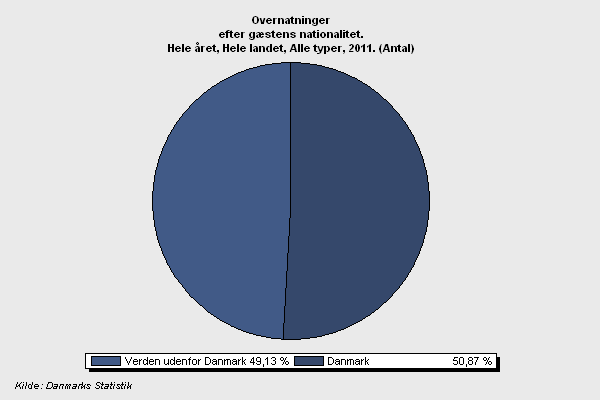 Overnatninger
efter gæstens nationalitet.
Hele året, Hele landet, Alle typer, 2011. (Antal)
Verden udenfor Danmark 49,13 % Danmark 50,87 %
Kilde: Danmarks Statistik